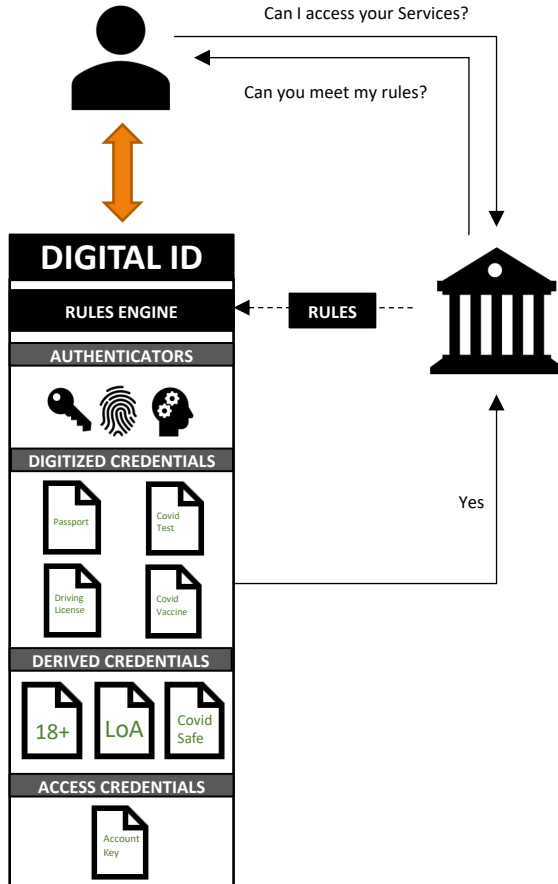 Can I access your Services?
Can you meet my rules?
DIGITAL ID
RULES ENGINE
RULES
AUTHENTICATORS
DIGITIZED CREDENTIALS
Passport
Covid
Test
Driving
License
Covid
Vaccine
Yes
DERIVED CREDENTIALS
18+
LoA
Covid
Safe
ACCESS CREDENTIALS
Account
Key